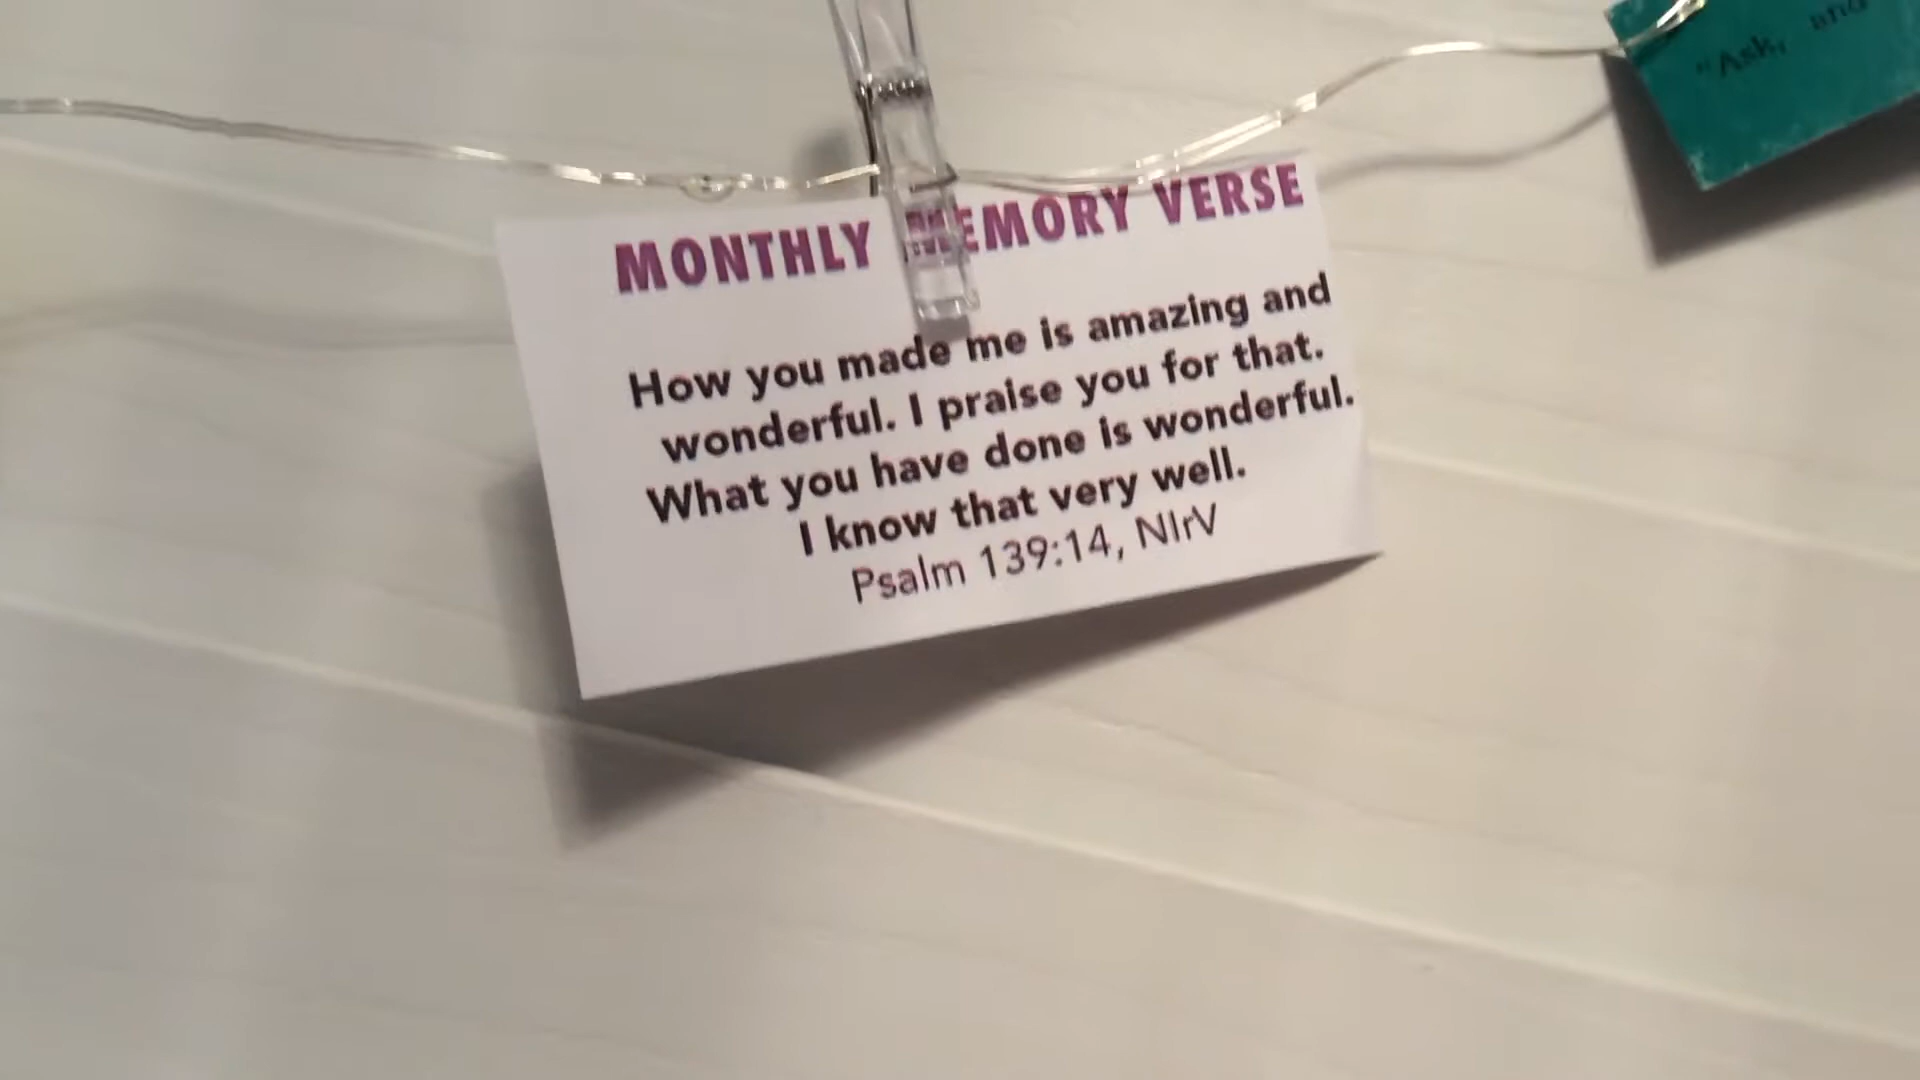 MONTHLY MEMORY VERSE
How you made me is amazing and
wonderful. I praise you for that.
What you have done is wonderful.
I know that very well.
Psalm 139:14, NIrV
"Ask, and